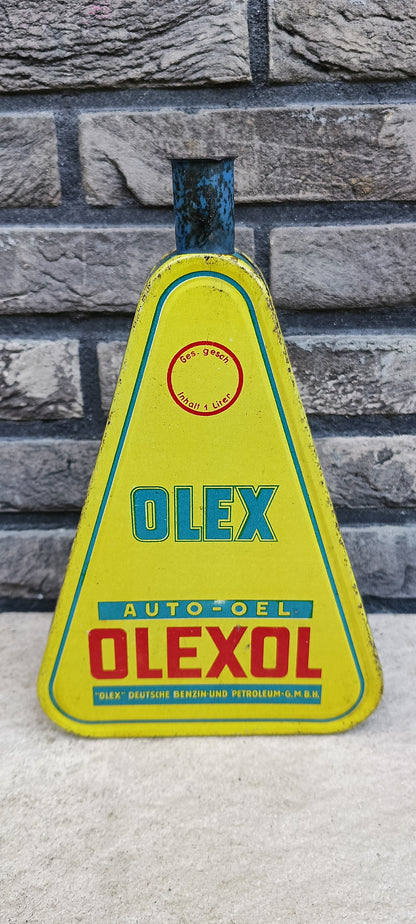 Ges. gesch
Inhalt 1 Liter
OLEX
AUTO-OEL
OLEXOL
"OLEX" DEUTSCHE BENZIN-UND PETROLEUM-G.M.B.H.